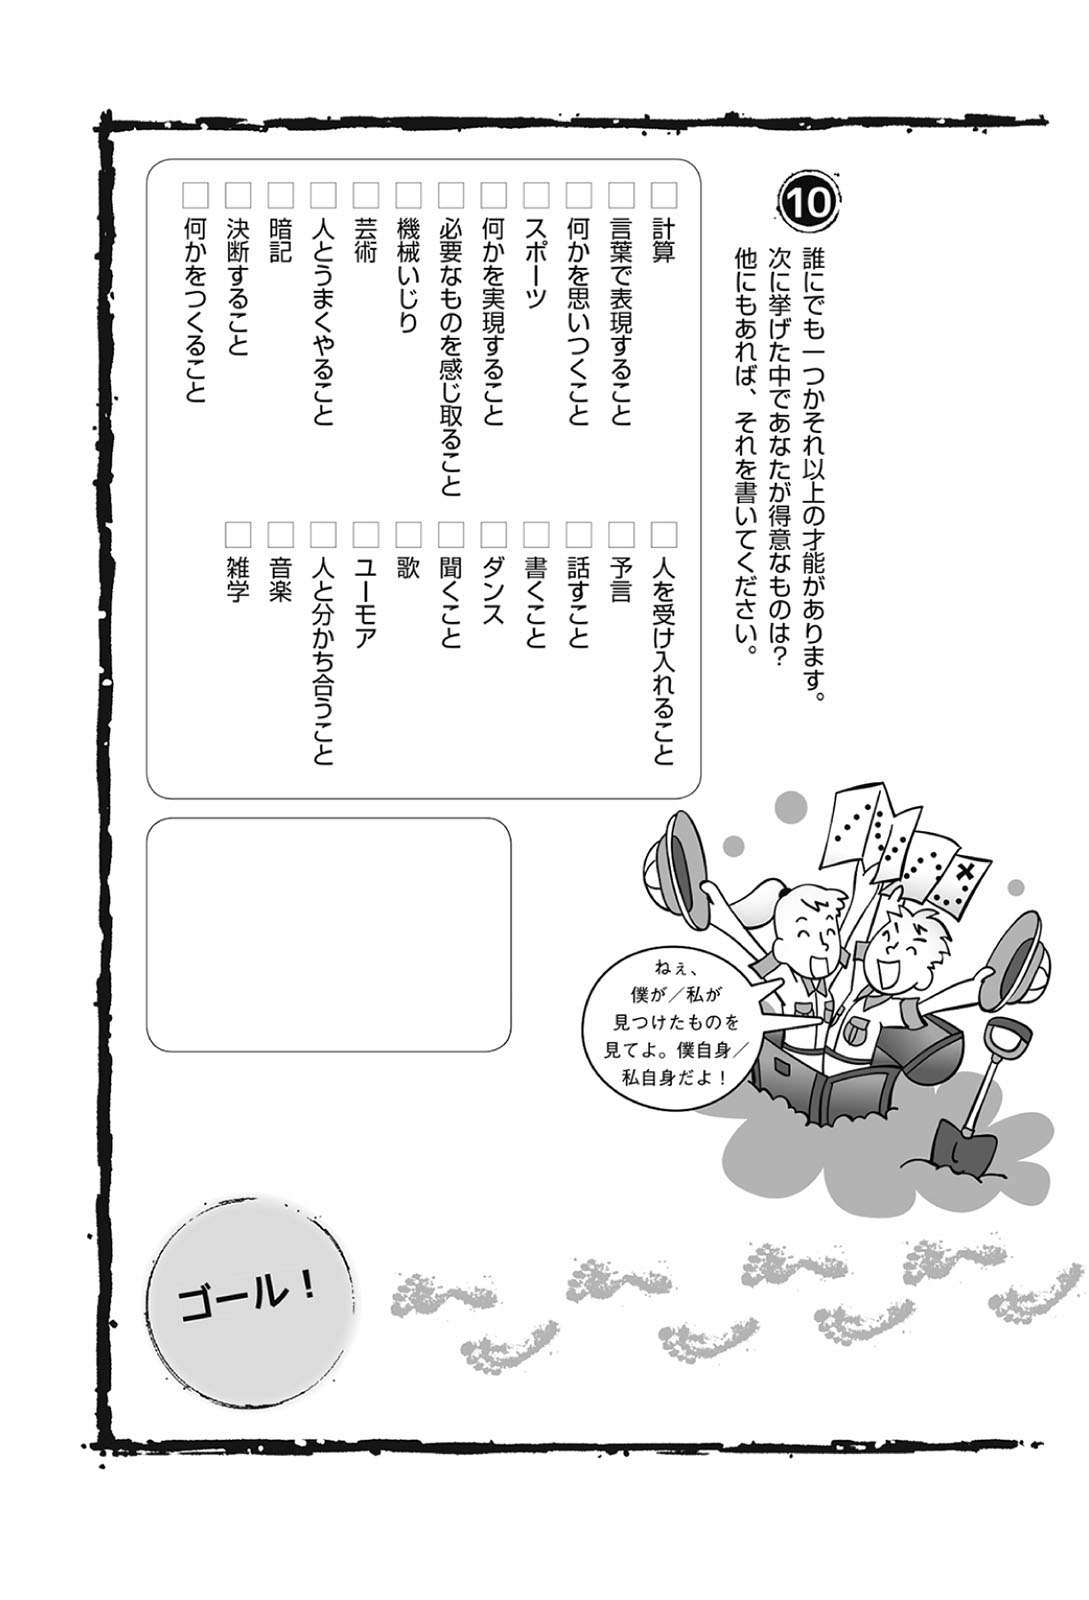 10
誰にでも一つかそれ以上の才能があります。
次に挙げた中であなたが得意なものは？
他にもあれば、それを書いてください。
□計算
□言葉で表現すること
□何かを思いつくこと
□スポーツ
□何かを実現すること
□必要なものを感じ取ること
□機械いじり
□芸術
□人とうまくやること
□暗記
□決断すること
□何かをつくること
□人を受け入れること
□予言
□話すこと
□書くこと
□ダンス
□聞くこと
□歌
□ユーモア
□人と分かち合うこと
□音楽
□雑学
ねぇ、
僕が／私が
見つけたものを
見てよ。僕自身／
私自身だよ！
ゴール！